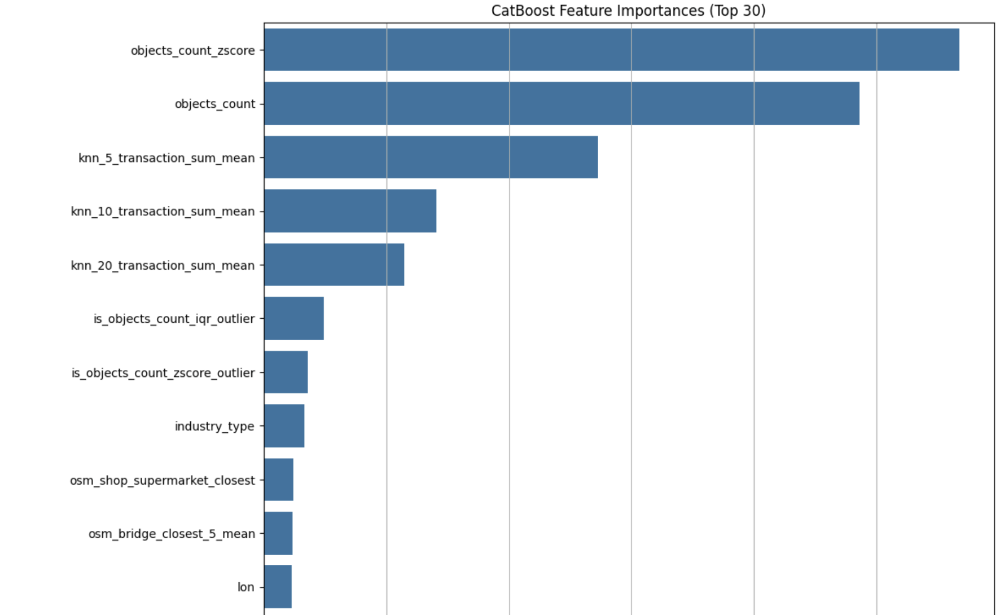 CatBoost Feature Importances (Top 30)
objects_count_zscore
objects_count
knn_5_transaction_sum_mean
knn_10_transaction_sum_mean
knn_20_transaction_sum_mean
is_objects_count_iqr_outlier
is_objects_count_zscore_outlier
industry_type
osm_shop_supermarket_closest
osm_bridge_closest_5_mean
lon